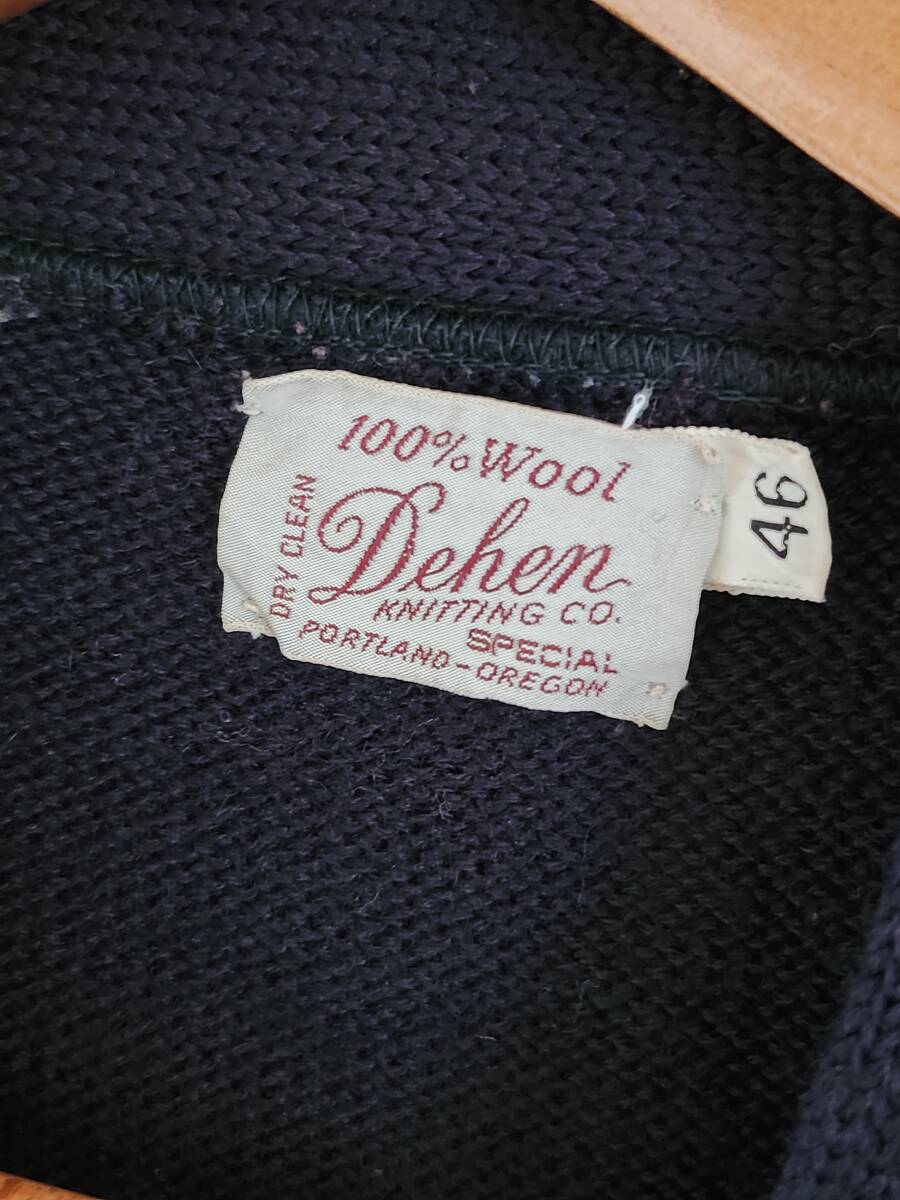 100% Wool
DRY CLEAN
Dehen
KNITTING CO.
SPECIAL
PORTLAND-OREGON
46